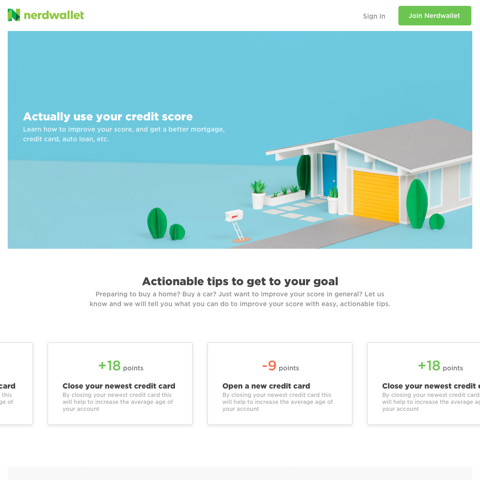 nerdwallet
Sign In
Join Nerdwallet
Actually use your credit score
Learn how to improve your score, and get a better mortgage,
credit card, auto loan, etc.
Actionable tips to get to your goal
Preparing to buy a home? Buy a car? Just want to improve your score in general? Let us
know and we will tell you what you can do to improve your score with easy, actionable tips.
card
this
age of
+18 points
Close your newest credit card
By closing your newest credit card this
will help to increase the average age of
your account
-9 points
Open a new credit card
By closing your newest credit card this
will help to increase the average age of
your account
+18 points
Close your newest credit c
By closing your newest credit card
will help to increase the average ag
your account